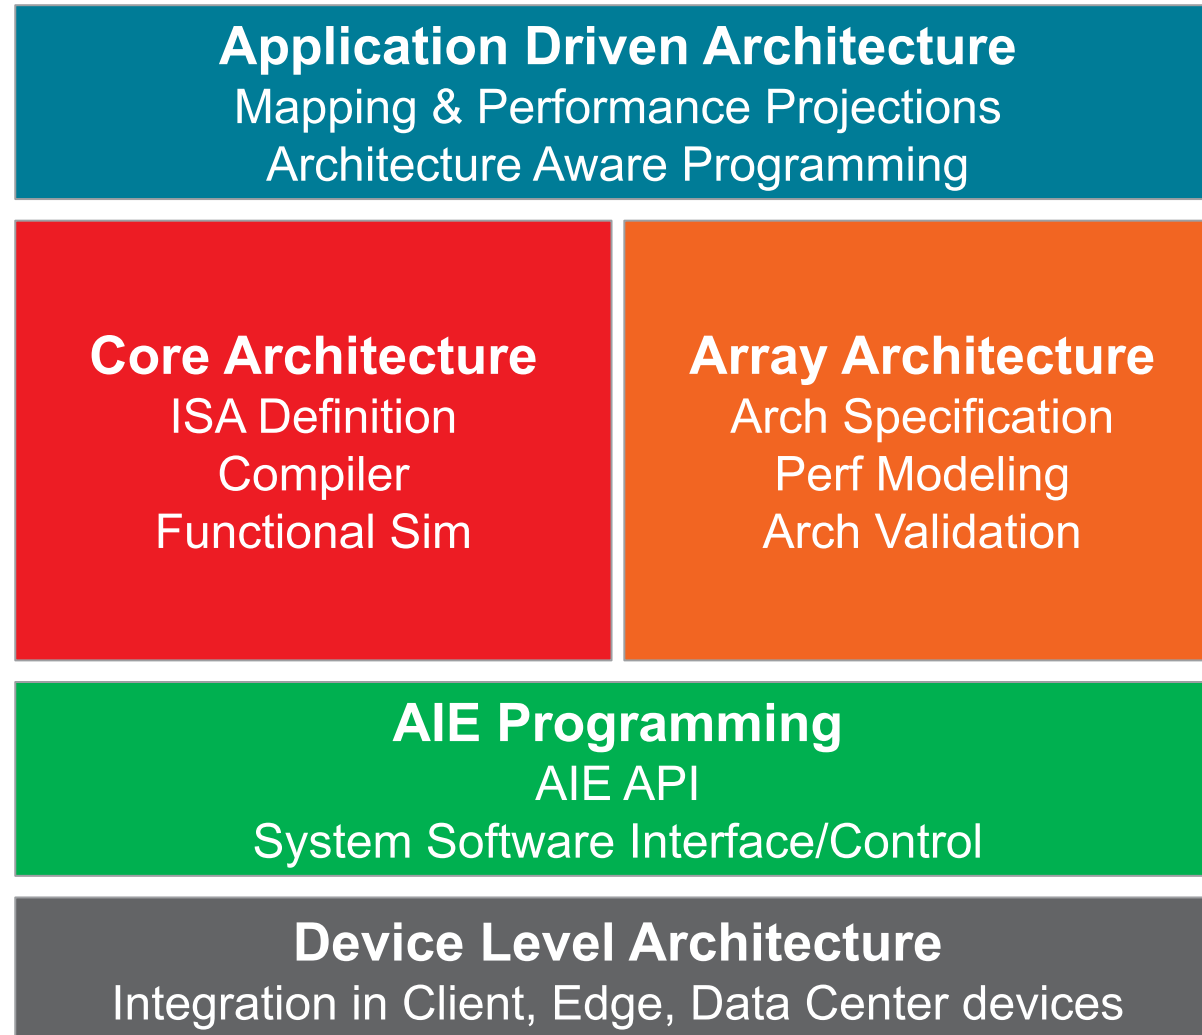 Application Driven Architecture
Mapping & Performance Projections
Architecture Aware Programming
Core Architecture
ISA Definition
Compiler
Functional Sim
Array Architecture
Arch Specification
Perf Modeling
Arch Validation
AIE Programming
AIE API
System Software Interface/Control
Device Level Architecture
Integration in Client, Edge, Data Center devices